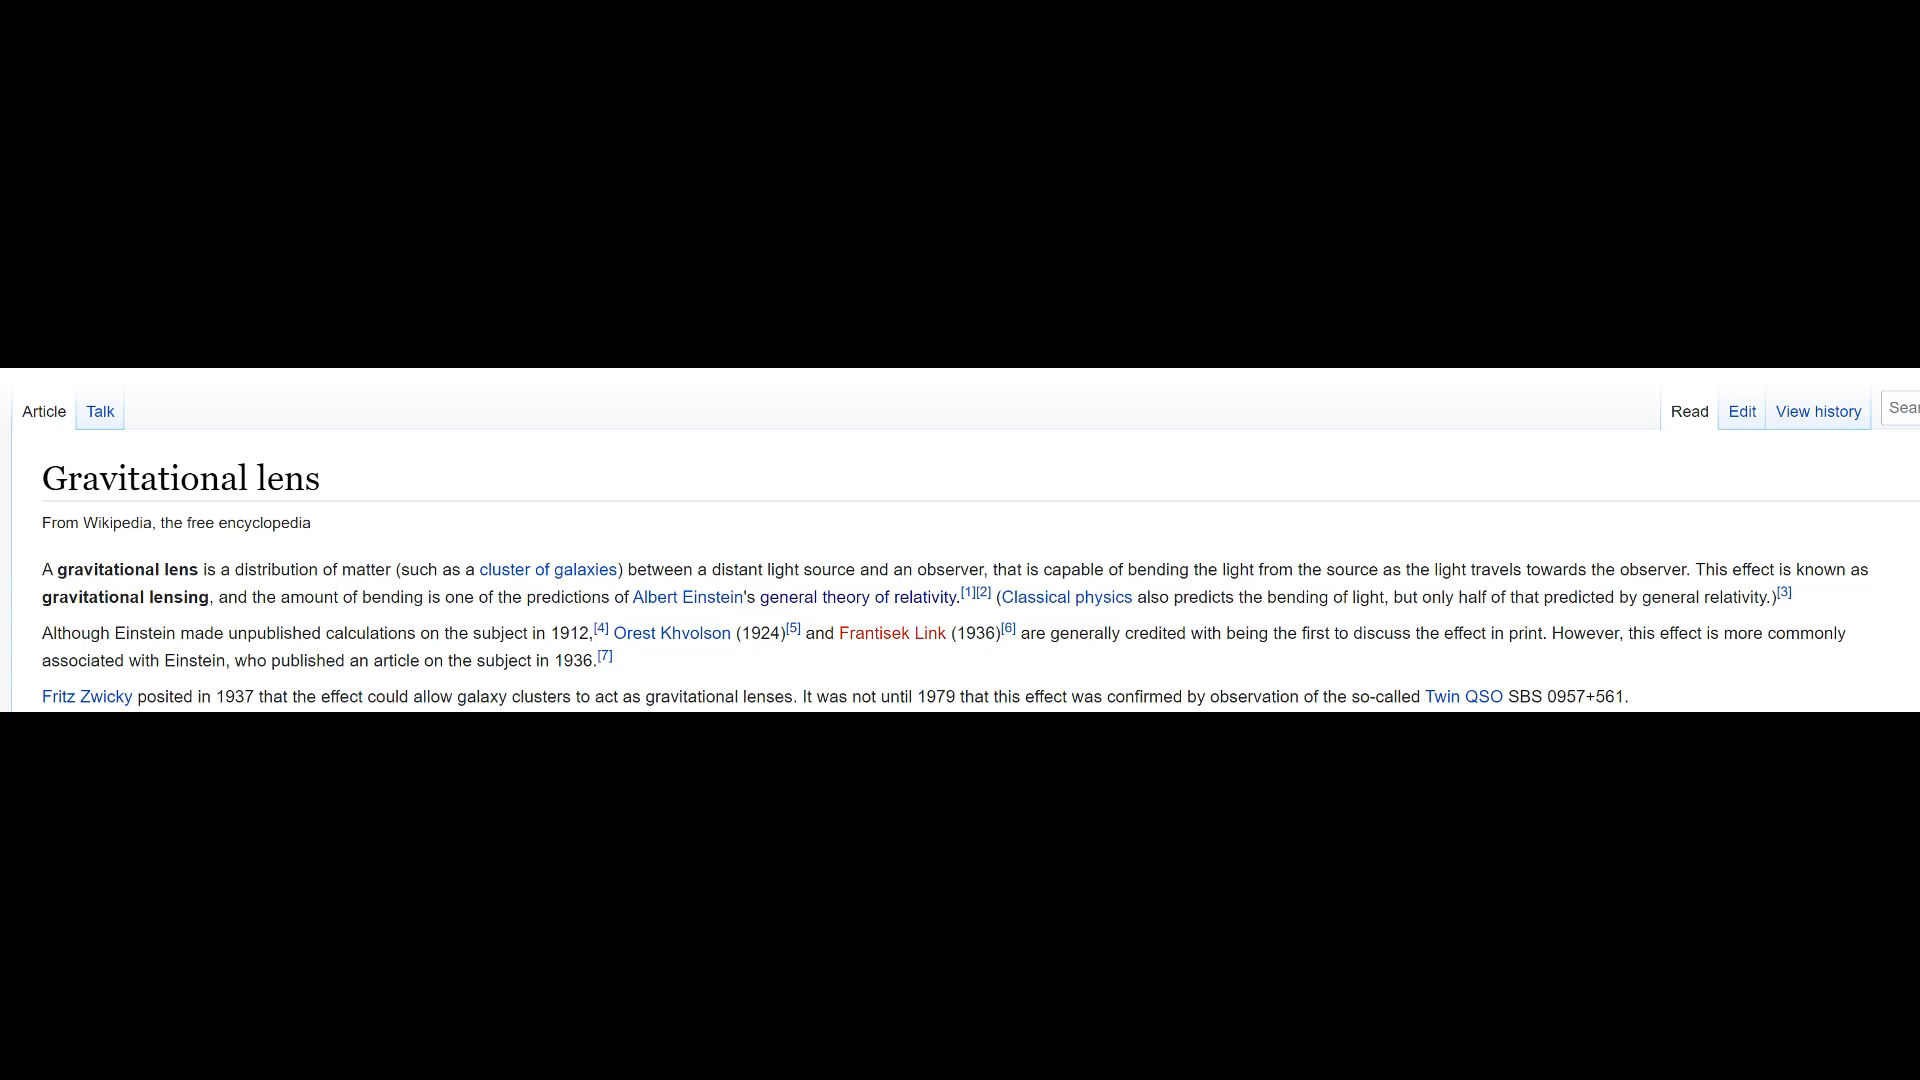 Article Talk Read Edit View history Sear
Gravitational lens
From Wikipedia, the free encyclopedia
A gravitational lens is a distribution of matter (such as a cluster of galaxies) between a distant light source and an observer, that is capable of bending the light from the source as the light travels towards the observer. This effect is known as
gravitational lensing, and the amount of bending is one of the predictions of Albert Einstein's general theory of relativity.[1][2] (Classical physics also predicts the bending of light, but only half of that predicted by general relativity.)[3]
Although Einstein made unpublished calculations on the subject in 1912,[4] Orest Khvolson (1924)[5] and Frantisek Link (1936)[6] are generally credited with being the first to discuss the effect in print. However, this effect is more commonly
associated with Einstein, who published an article on the subject in 1936.[7]
Fritz Zwicky posited in 1937 that the effect could allow galaxy clusters to act as gravitational lenses. It was not until 1979 that this effect was confirmed by observation of the so-called Twin QSO SBS 0957+561.